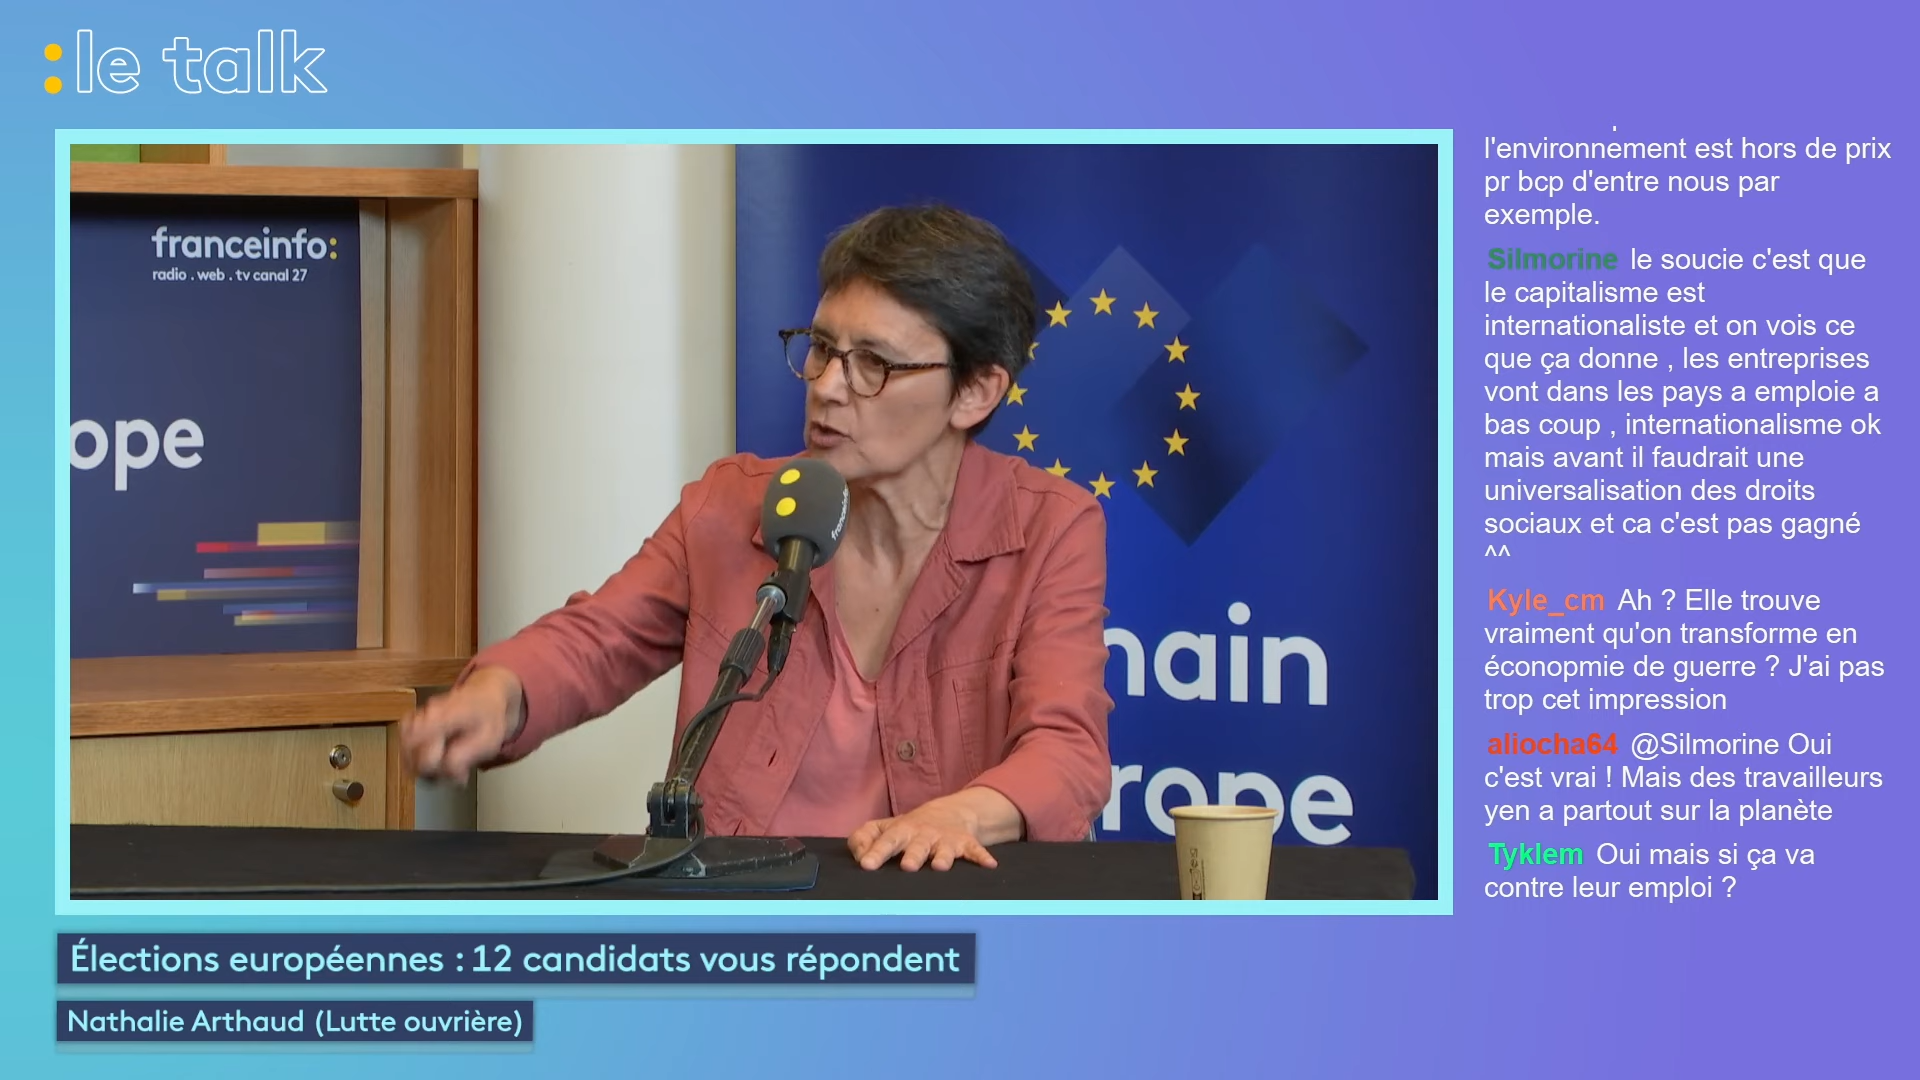 :le talk
franceinfo:
radio . web . tv canal 27
ope
franceinfo
main
rope
l'environnement est hors de prix
pr bcp d'entre nous par
exemple.
Silmorine le soucie c'est que
le capitalisme est
internationaliste et on vois ce
que ça donne , les entreprises
vont dans les pays a emploie a
bas coup , internationalisme ok
mais avant il faudrait une
universalisation des droits
sociaux et ca c'est pas gagné
^^
Kyle_cm Ah ? Elle trouve
vraiment qu'on transforme en
éconopmie de guerre ? J'ai pas
trop cet impression
aliocha64 @Silmorine Oui
c'est vrai ! Mais des travailleurs
yen a partout sur la planète
Tyklem Oui mais si ça va
contre leur emploi ?
Élections européennes : 12 candidats vous répondent
Nathalie Arthaud (Lutte ouvrière)